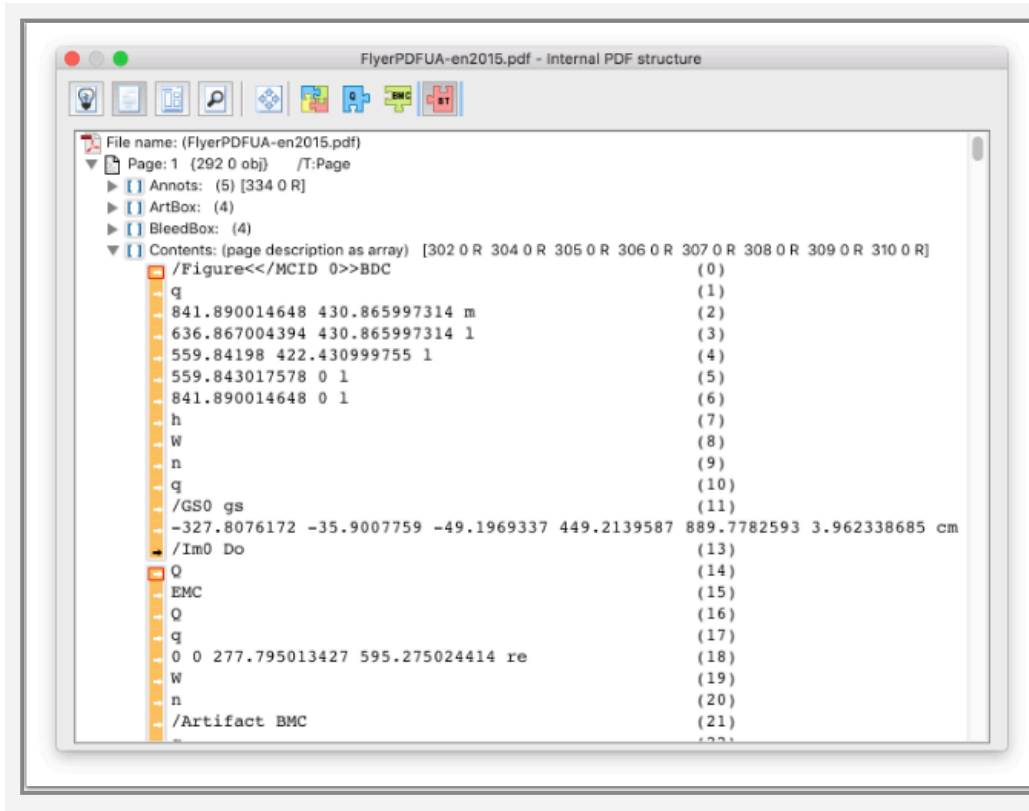 FlyerPDFUA-en2015.pdf - Internal PDF structure
Q EMC BT
File name: (FlyerPDFUA-en2015.pdf)
Page: 1 {292 0 obj} /T:Page
[ ] Annots: (5) [334 0 R]
[ ] ArtBox: (4)
[ ] BleedBox: (4)
[ ] Contents: (page description as array) [302 0 R 304 0 R 305 0 R 306 0 R 307 0 R 308 0 R 309 0 R 310 0 R]
/Figure<</MCID 0>>BDC (0)
q (1)
841.890014648 430.865997314 m (2)
636.867004394 430.865997314 l (3)
559.84198 422.430999755 l (4)
559.843017578 0 l (5)
841.890014648 0 l (6)
h (7)
W (8)
n (9)
q (10)
/GS0 gs (11)
-327.8076172 -35.9007759 -49.1969337 449.2139587 889.7782593 3.962338685 cm
/Im0 Do (13)
Q (14)
EMC (15)
Q (16)
q (17)
0 0 277.795013427 595.275024414 re (18)
W (19)
n (20)
/Artifact BMC (21)